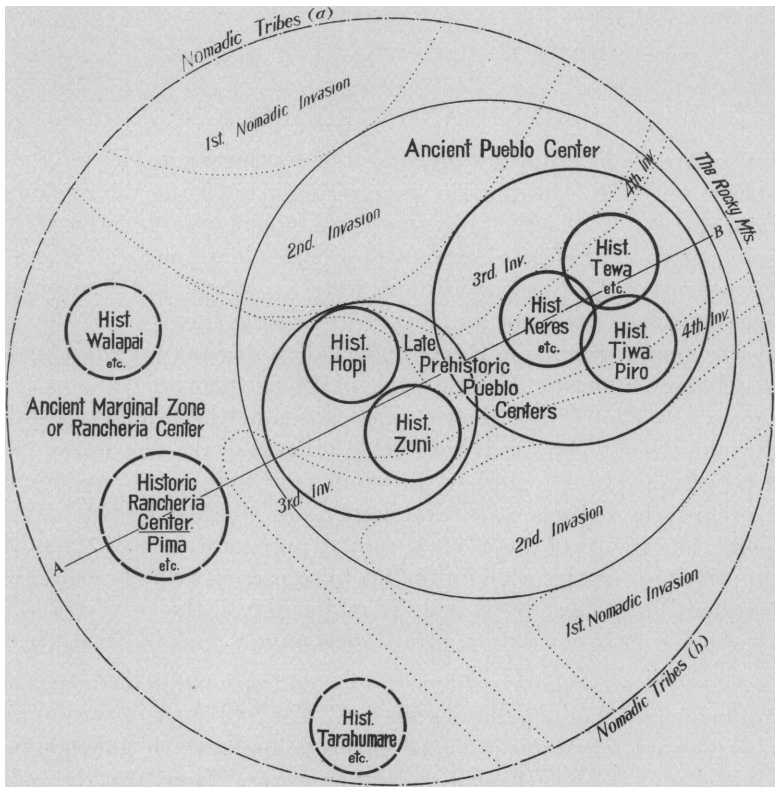 Nomadic Tribes (a)
1st. Nomadic Invasion
Ancient Pueblo Center
4th. Inv.
The Rocky Mts.
2nd. Invasion
B
Hist.
Tewa
etc.
3rd. Inv.
Hist.
Keres
etc.
Hist.
Tiwa
Piro
4th. Inv.
Hist.
Walapai
etc.
Hist.
Hopi
Late
Prehistoric
Pueblo
Centers
Ancient Marginal Zone
or Rancheria Center
Hist.
Zuni
Historic
Rancheria
Center
Pima
etc.
3rd. Inv.
A
2nd. Invasion
1st. Nomadic Invasion
Nomadic Tribes (b)
Hist.
Tarahumare
etc.